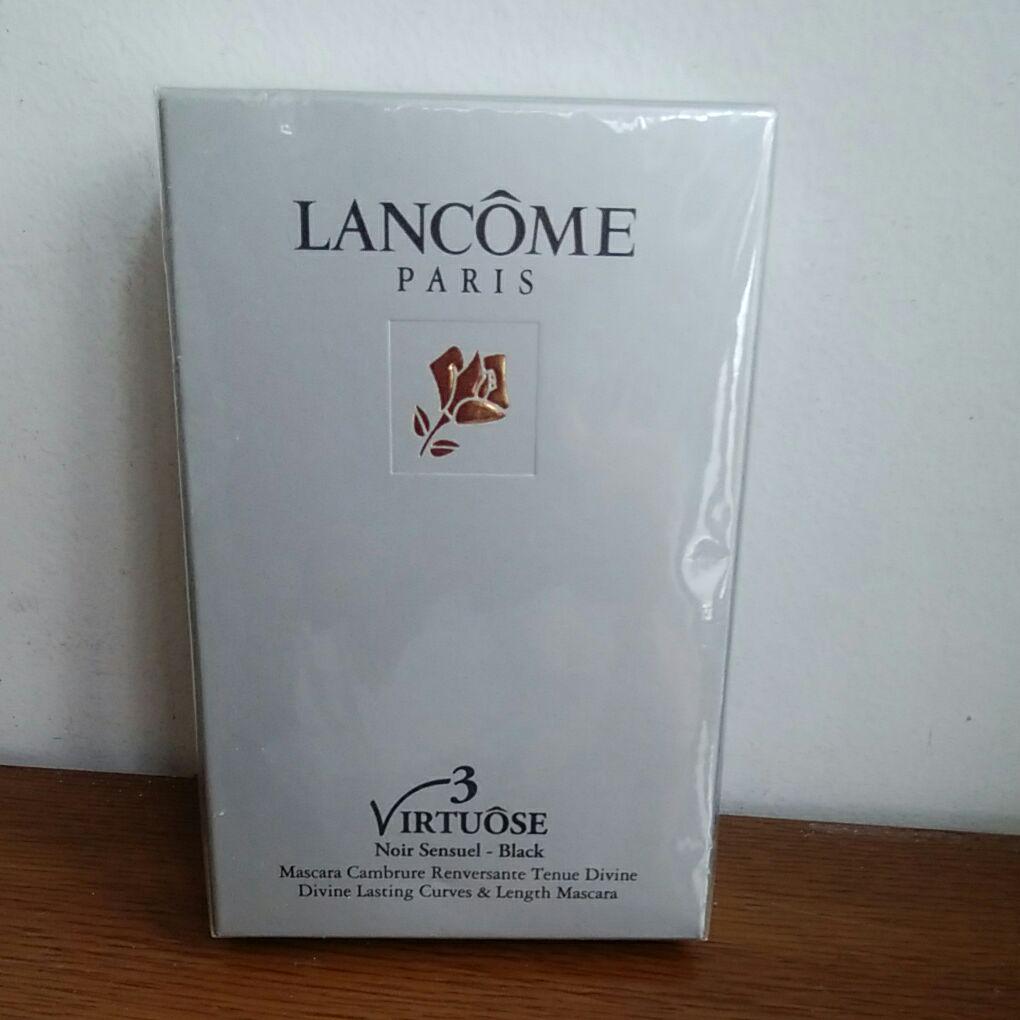 LANCÔME
PARIS
3
VIRTUÔSE
Noir Sensuel - Black
Mascara Cambrure Renversante Tenue Divine
Divine Lasting Curves & Length Mascara